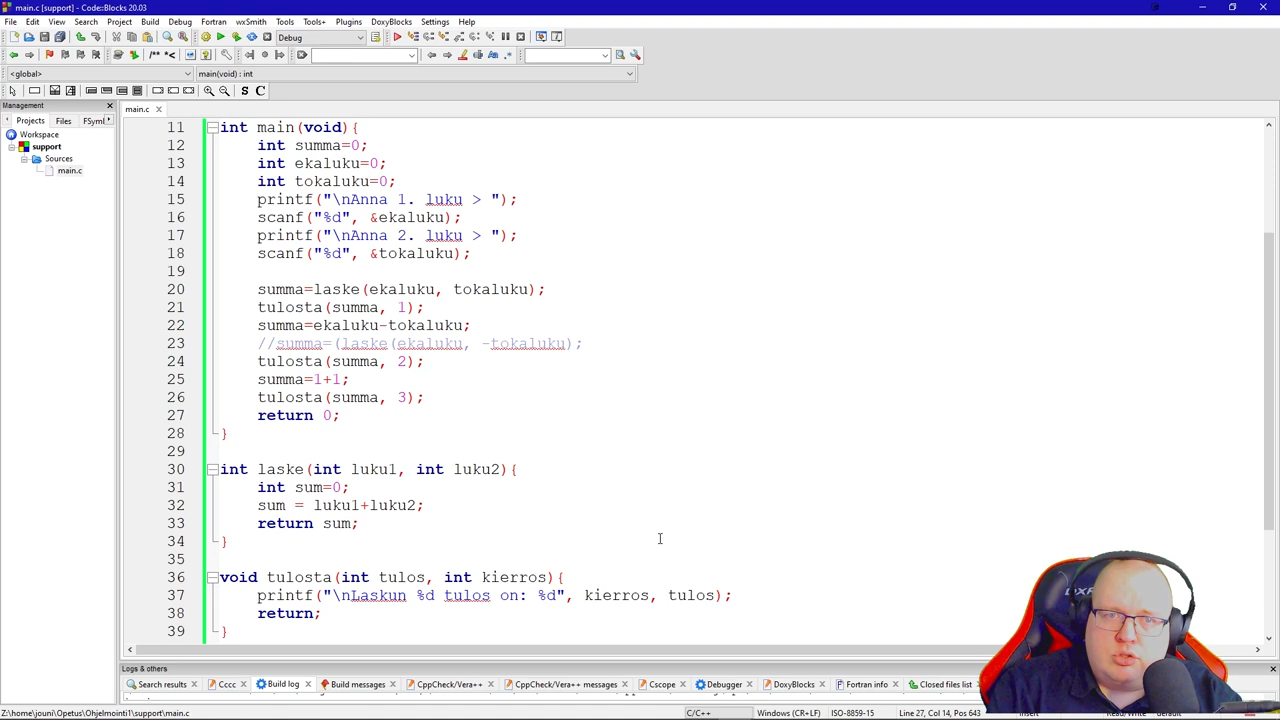 main.c [support] - Code::Blocks 20.03
File Edit View Search Project Build Debug Fortran wxSmith Tools Tools+ Plugins DoxyBlocks Settings Help
Debug
/** *<
<global> main(void) : int
S C
Management
main.c
Projects Files FSyml
Workspace
support
Sources
main.c
11 int main(void){
12 int summa=0;
13 int ekaluku=0;
14 int tokaluku=0;
15 printf("\nAnna 1. luku > ");
16 scanf("%d", &ekaluku);
17 printf("\nAnna 2. luku > ");
18 scanf("%d", &tokaluku);
19
20 summa=laske(ekaluku, tokaluku);
21 tulosta(summa, 1);
22 summa=ekaluku-tokaluku;
23 //summa=(laske(ekaluku, -tokaluku);
24 tulosta(summa, 2);
25 summa=1+1;
26 tulosta(summa, 3);
27 return 0;
28 }
29
30 int laske(int luku1, int luku2){
31 int sum=0;
32 sum = luku1+luku2;
33 return sum;
34 }
35
36 void tulosta(int tulos, int kierros){
37 printf("\nLaskun %d tulos on: %d", kierros, tulos);
38 return;
39 }
Logs & others
Search results Cccc Build log Build messages CppCheck/Vera++ CppCheck/Vera++ messages Cscope Debugger DoxyBlocks Fortran info Closed files list
Z:\home\jouni\Opetus\Ohjelmointi1\support\main.c C/C++ Windows (CR+LF) ISO-8859-15 Line 27, Col 14, Pos 643 Insert